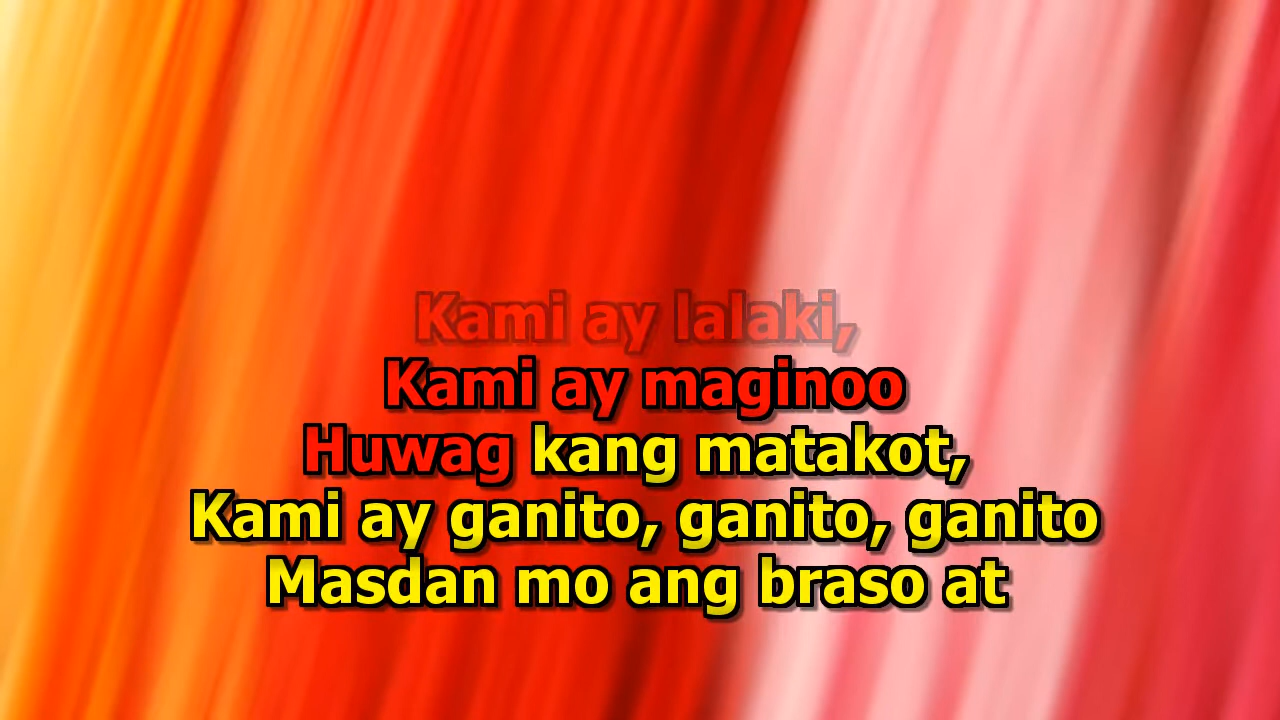 Kami ay lalaki,
Kami ay maginoo
Huwag kang matakot,
Kami ay ganito, ganito, ganito
Masdan mo ang braso at